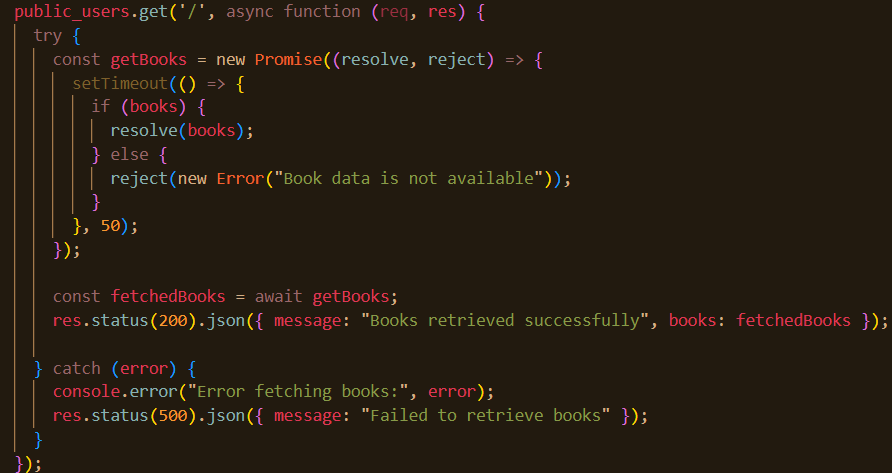 public_users.get('/', async function (req, res) {
  try {
    const getBooks = new Promise((resolve, reject) => {
      setTimeout(() => {
        if (books) {
          resolve(books);
        } else {
          reject(new Error("Book data is not available"));
        }
      }, 50);
    });

    const fetchedBooks = await getBooks;
    res.status(200).json({ message: "Books retrieved successfully", books: fetchedBooks });

  } catch (error) {
    console.error("Error fetching books:", error);
    res.status(500).json({ message: "Failed to retrieve books" });
  }
});